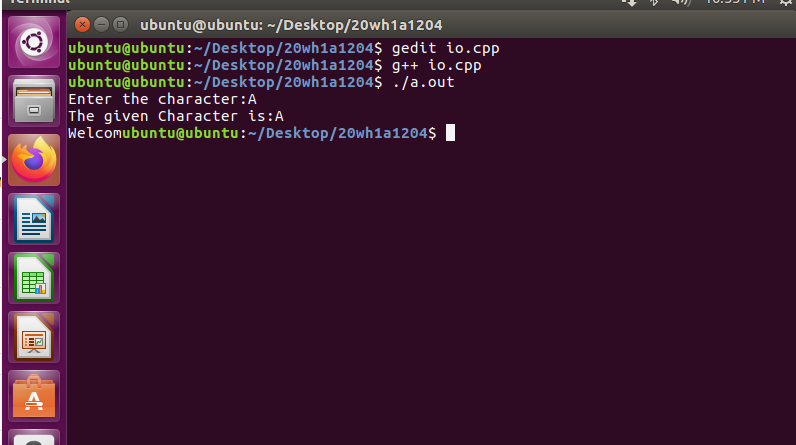 Terminal
ubuntu@ubuntu: ~/Desktop/20wh1a1204
ubuntu@ubuntu:~/Desktop/20wh1a1204$ gedit io.cpp
ubuntu@ubuntu:~/Desktop/20wh1a1204$ g++ io.cpp
ubuntu@ubuntu:~/Desktop/20wh1a1204$ ./a.out
Enter the character:A
The given Character is:A
Welcomubuntu@ubuntu:~/Desktop/20wh1a1204$